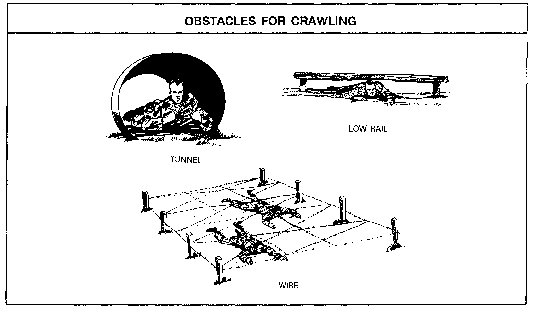 OBSTACLES FOR CRAWLING
TUNNEL
LOW RAIL
WIRE